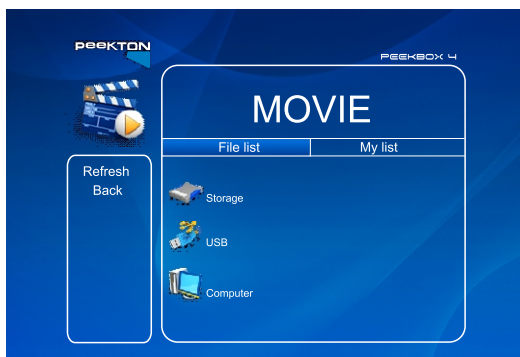 PeeKTON
PEEKBOX 4
MOVIE
File list
My list
Refresh
Back
Storage
USB
Computer